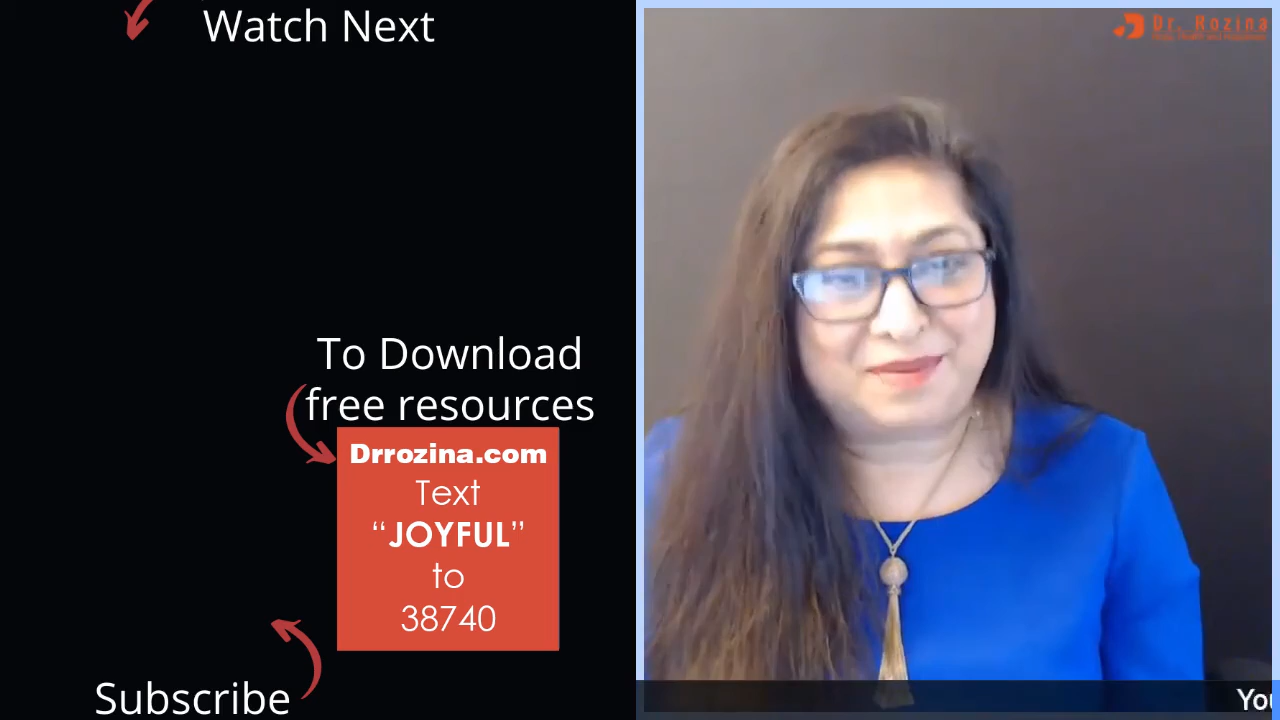 Watch Next
To Download
free resources
Drrozina.com
Text
“JOYFUL”
to
38740
Subscribe
Dr. Rozina
You